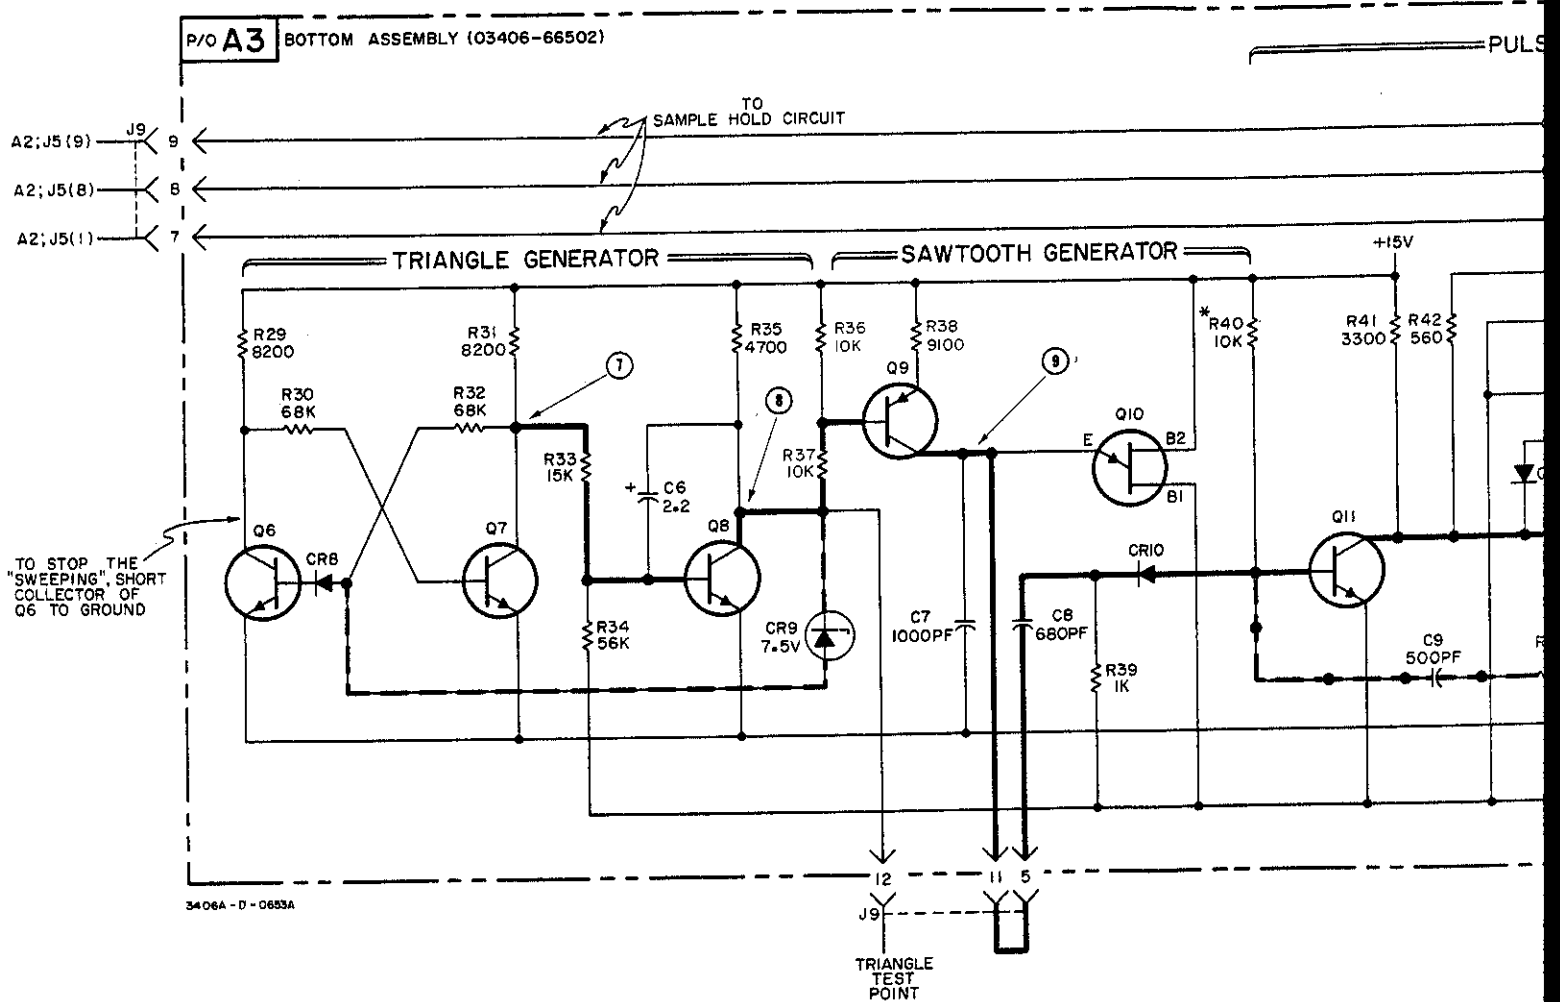 P/O A3 BOTTOM ASSEMBLY (03406-66502)
PULS
TO
SAMPLE HOLD CIRCUIT
J9
A2;J5(9) 9
A2;J5(8) 8
A2;J5(1) 7
TRIANGLE GENERATOR
SAWTOOTH GENERATOR
+15V
R29
8200
R31
8200
R35
4700
R36
10K
R38
9100
*
R40
10K
R41
3300
R42
560
7
8
9
R30
68K
R32
68K
Q9
Q10
E
B2
B1
R33
15K
+
C6
2.2
R37
10K
Q6
CR8
Q7
Q8
Q11
CR10
TO STOP THE
"SWEEPING", SHORT
COLLECTOR OF
Q6 TO GROUND
R34
56K
CR9
7.5V
C7
1000PF
C8
680PF
R39
1K
C9
500PF
R
12
11
5
3406A-D-0653A
J9
TRIANGLE
TEST
POINT